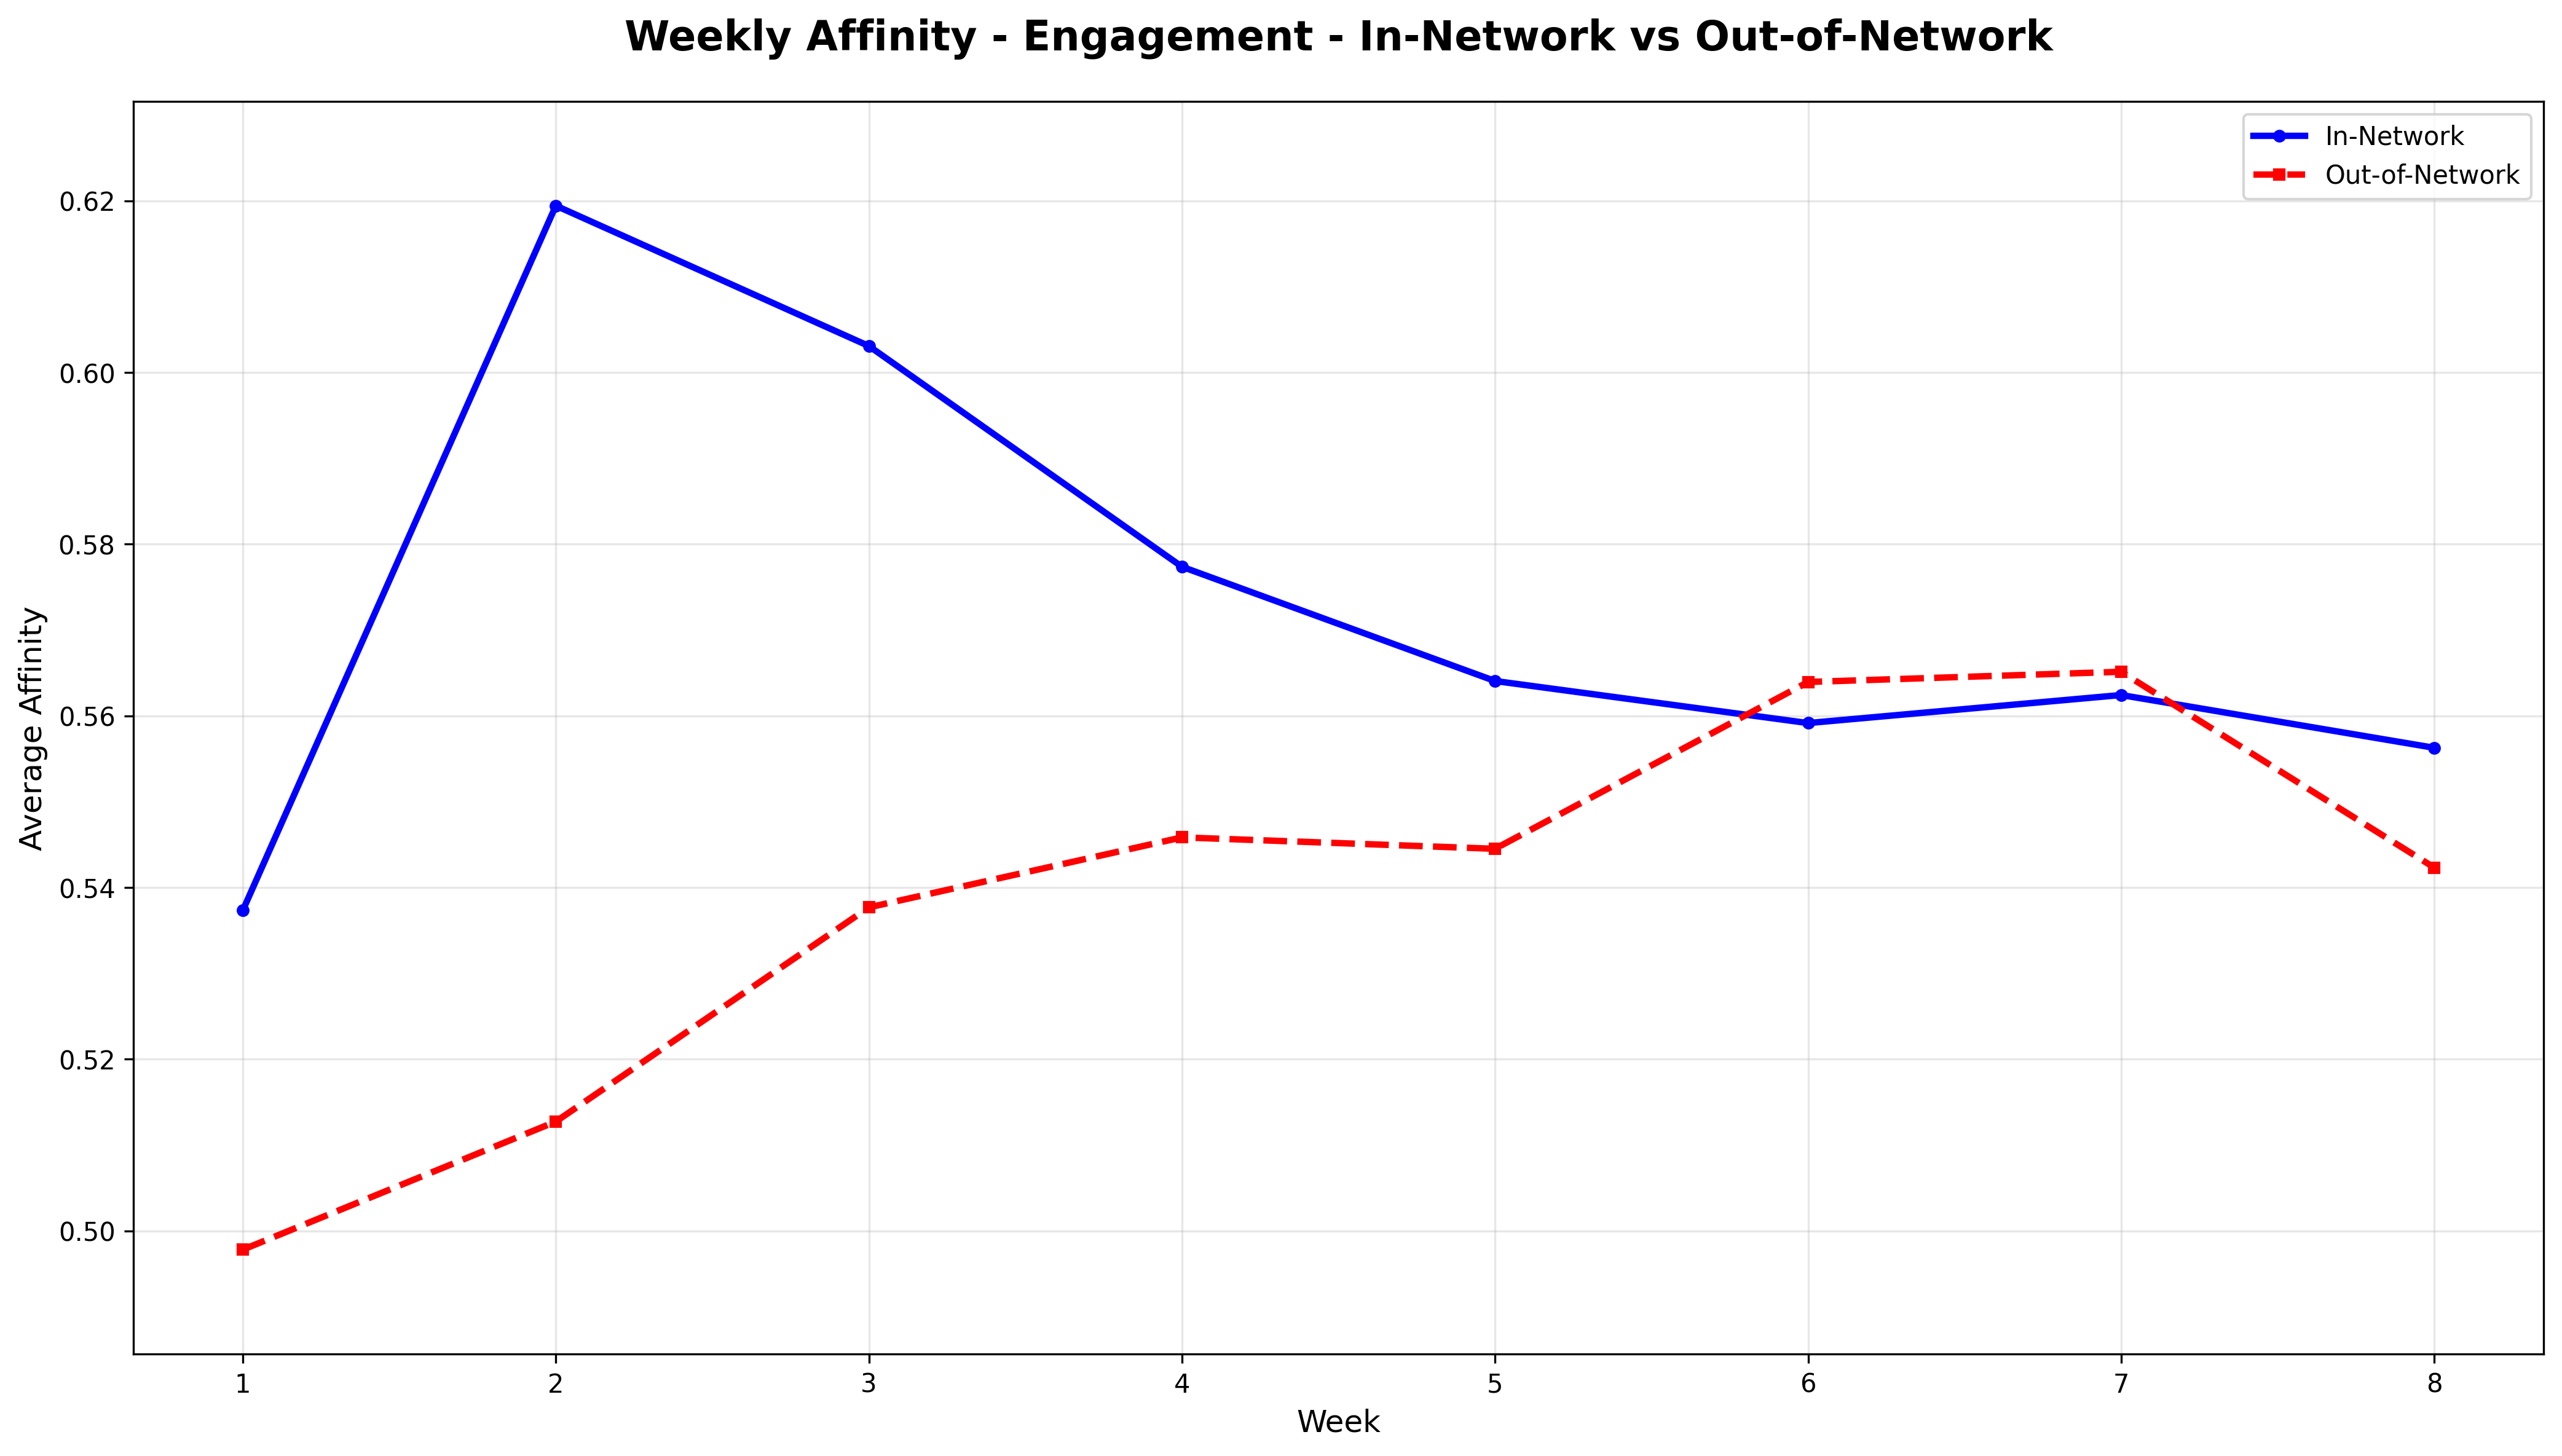 Weekly Affinity - Engagement - In-Network vs Out-of-Network
In-Network
Out-of-Network
0.62
0.60
0.58
0.56
0.54
0.52
0.50
Average Affinity
1 2 3 4 5 6 7 8
Week